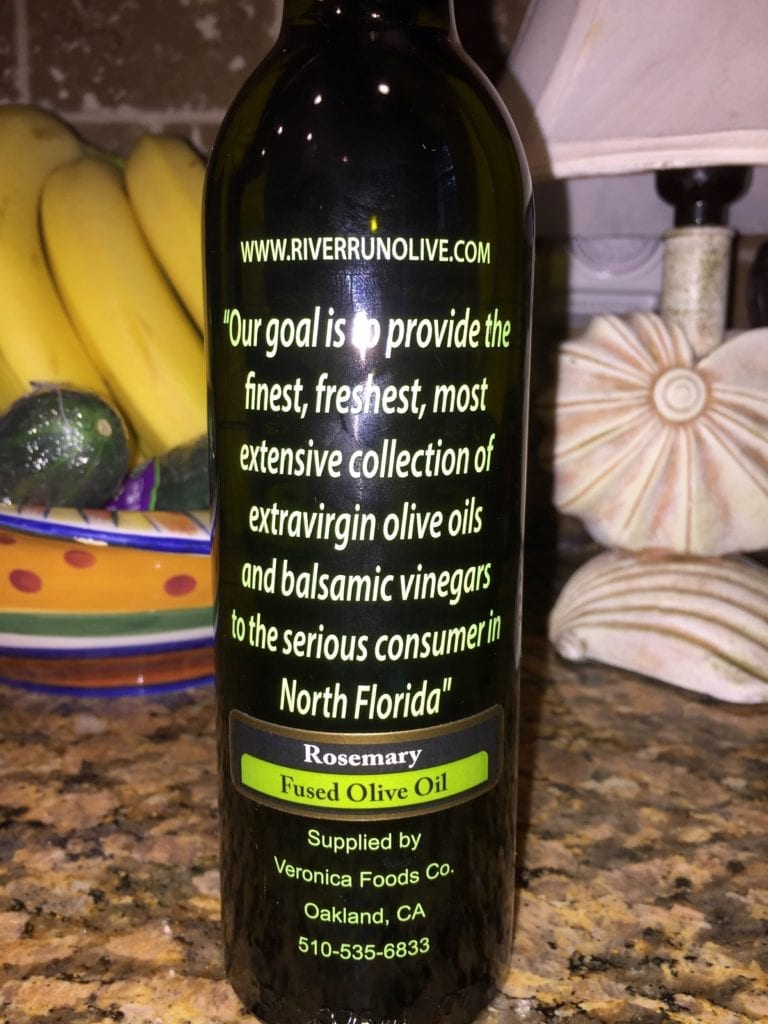 WWW.RIVERRUNOLIVE.COM
"Our goal is to provide the
finest, freshest, most
extensive collection of
extravirgin olive oils
and balsamic vinegars
to the serious consumer in
North Florida"
Rosemary
Fused Olive Oil
Supplied by
Veronica Foods Co.
Oakland, CA
510-535-6833